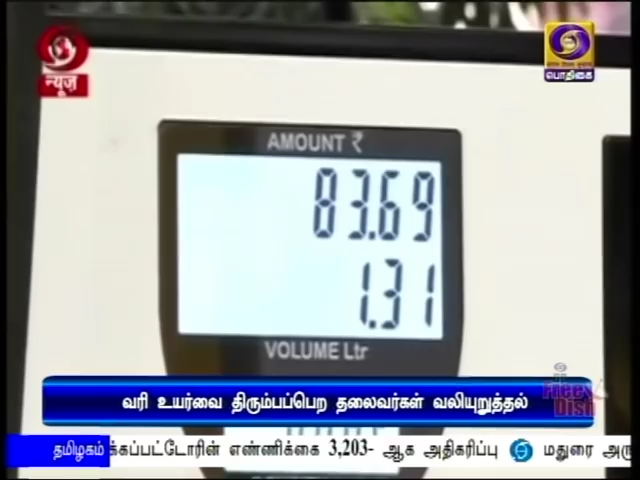 न्यूज़
பொதிகை
AMOUNT ₹
83.69
1.31
VOLUME Ltr
Free
Dish
வரி உயர்வை திரும்பப்பெற தலைவர்கள் வலியுறுத்தல்
தமிழகம் க்கப்பட்டோரின் எண்ணிக்கை 3,203- ஆக அதிகரிப்பு மதுரை அரு